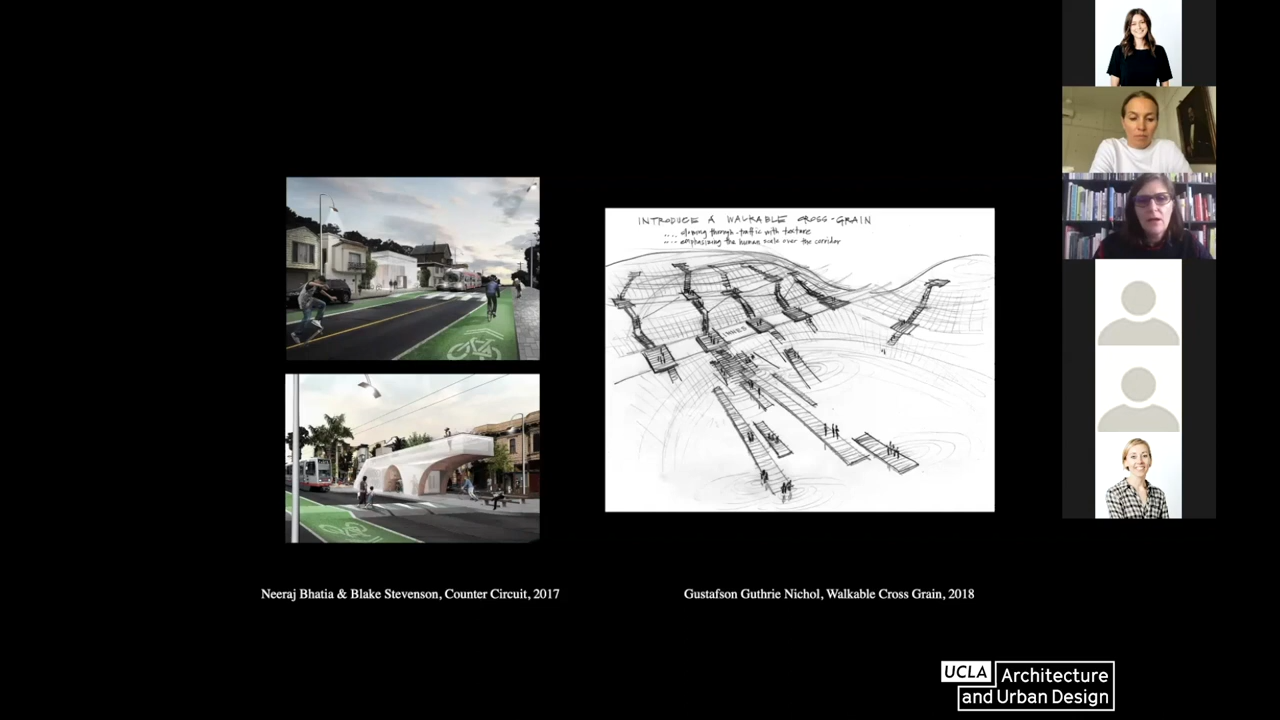 INTRODUCE A WALKABLE CROSS-GRAIN
.... slowing through-traffic with texture
.... emphasizing the human scale over the corridor
Neeraj Bhatia & Blake Stevenson, Counter Circuit, 2017
Gustafson Guthrie Nichol, Walkable Cross Grain, 2018
UCLA Architecture
and Urban Design